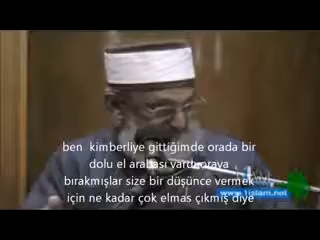 ben kimberliye gittiğimde orada bir
dolu el arabası vardı oraya
bırakmışlar size bir düşünce vermek
için ne kadar çok elmas çıkmış diye
www.1islam.net